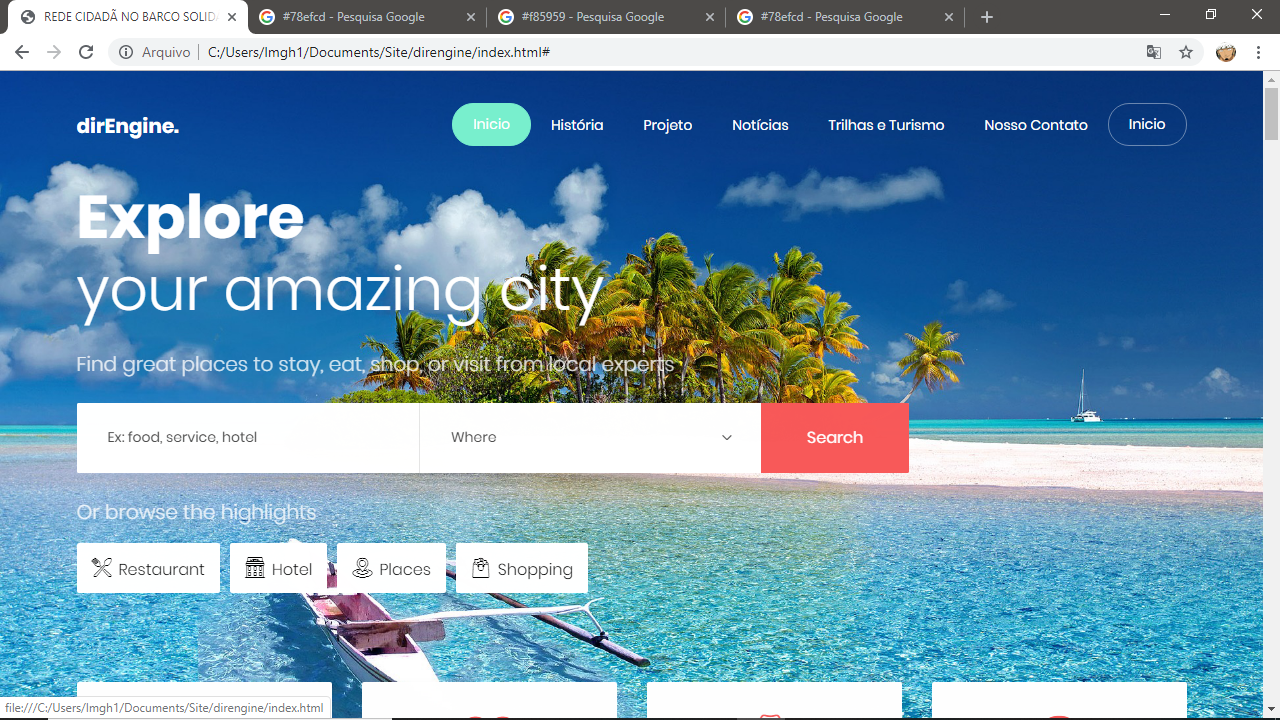 REDE CIDADÃ NO BARCO SOLID
#78efcd - Pesquisa Google
#f85959 - Pesquisa Google
#78efcd - Pesquisa Google
Arquivo
C:/Users/lmgh1/Documents/Site/direngine/index.html#
dirEngine.
Inicio
História
Projeto
Notícias
Trilhas e Turismo
Nosso Contato
Inicio
Explore
your amazing city
Find great places to stay, eat, shop, or visit from local experts
Ex: food, service, hotel
Where
Search
Or browse the highlights
Restaurant
Hotel
Places
Shopping
file:///C:/Users/lmgh1/Documents/Site/direngine/index.html